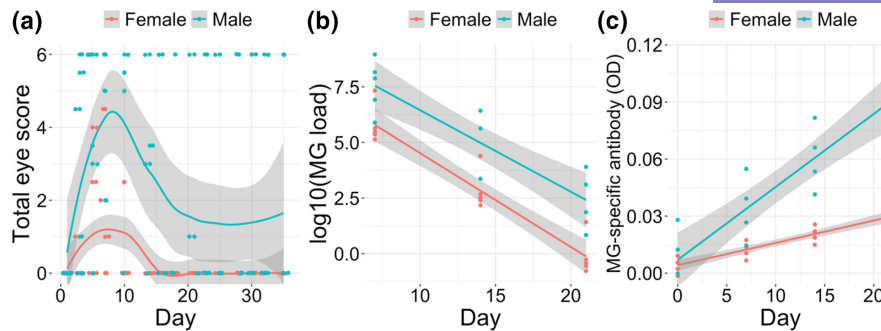 (a)
Female Male
Total eye score
6
4
2
0
0 10 20 30
Day
(b)
Female Male
log10(MG load)
7.5
5.0
2.5
0.0
10 15 20
Day
(c)
Female Male
MG-specific antibody (OD)
0.12
0.09
0.06
0.03
0.00
0 5 10 15 20
Day